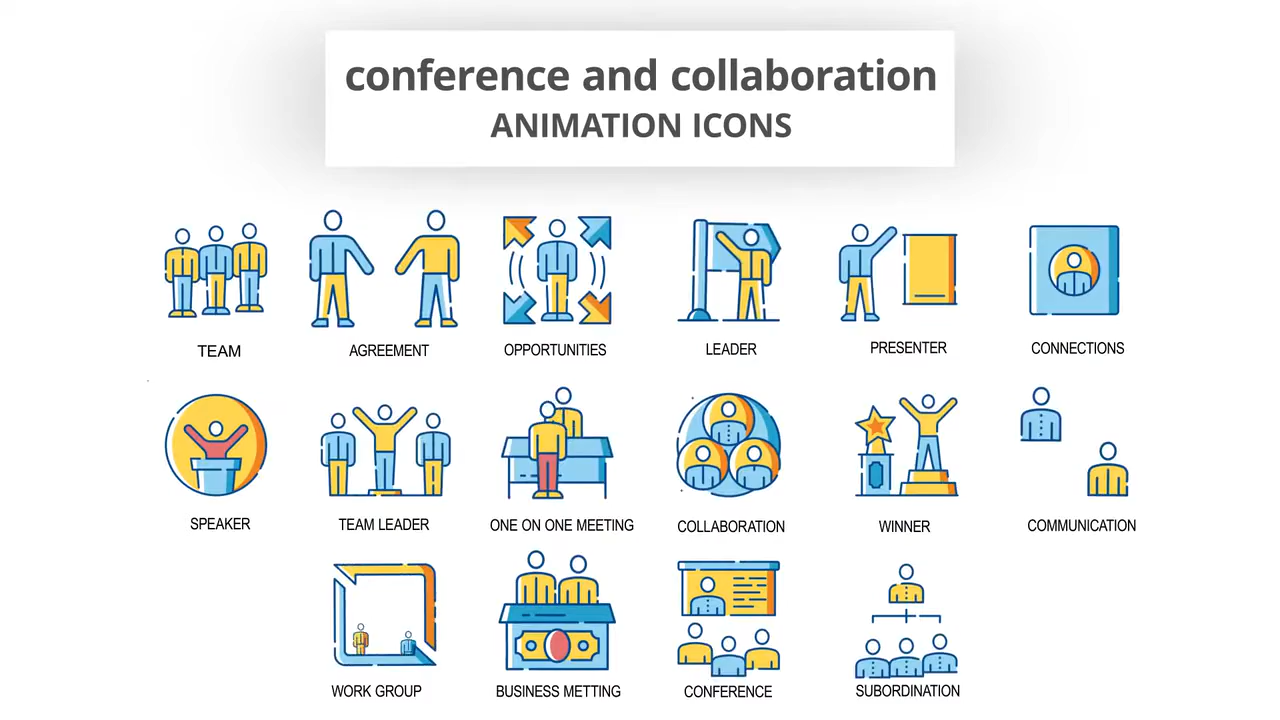 conference and collaboration
ANIMATION ICONS
TEAM
AGREEMENT
OPPORTUNITIES
LEADER
PRESENTER
CONNECTIONS
SPEAKER
TEAM LEADER
ONE ON ONE MEETING
COLLABORATION
WINNER
COMMUNICATION
WORK GROUP
BUSINESS METTING
CONFERENCE
SUBORDINATION